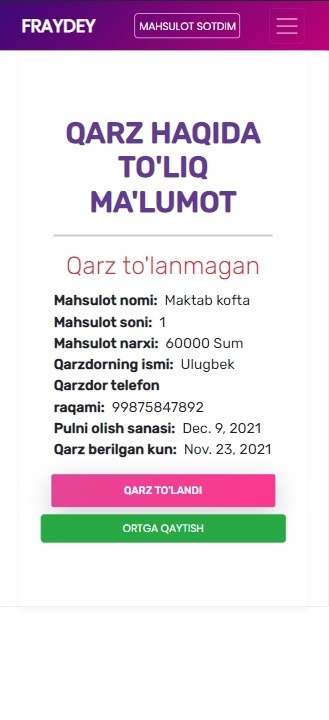 FRAYDEY
MAHSULOT SOTDIM
QARZ HAQIDA
TO'LIQ
MA'LUMOT
Qarz to'lanmagan
Mahsulot nomi: Maktab kofta
Mahsulot soni: 1
Mahsulot narxi: 60000 Sum
Qarzdorning ismi: Ulugbek
Qarzdor telefon
raqami: 99875847892
Pulni olish sanasi: Dec. 9, 2021
Qarz berilgan kun: Nov. 23, 2021
QARZ TO'LANDI
ORTGA QAYTISH